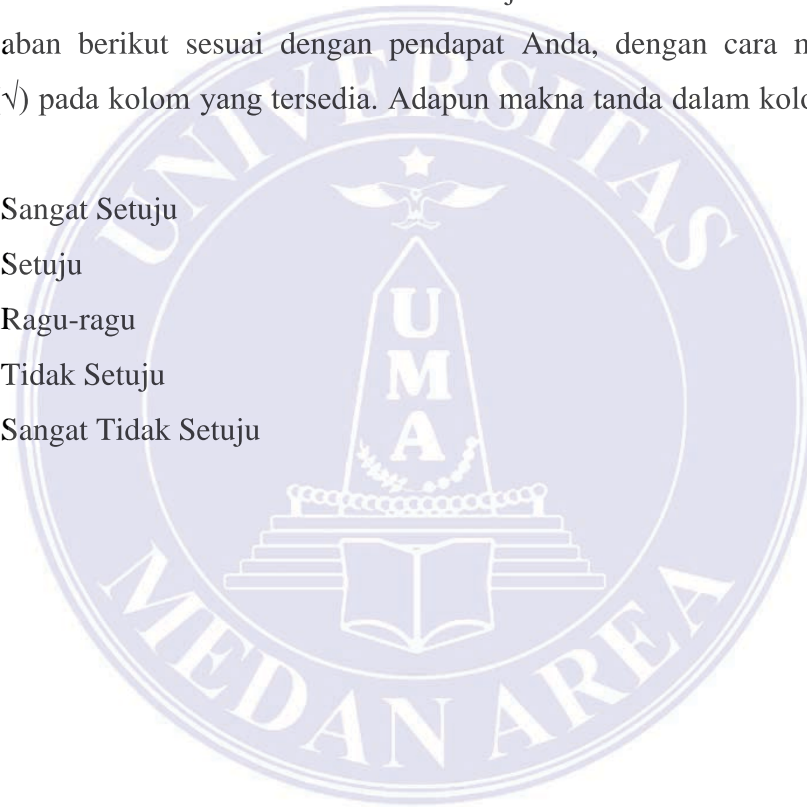 aban berikut sesuai dengan pendapat Anda, dengan cara
√) pada kolom yang tersedia. Adapun makna tanda dalam
Sangat Setuju
Setuju
Ragu-ragu
Tidak Setuju
Sangat Tidak Setuju
UNIVERSITAS
UMA
MEDAN AREA